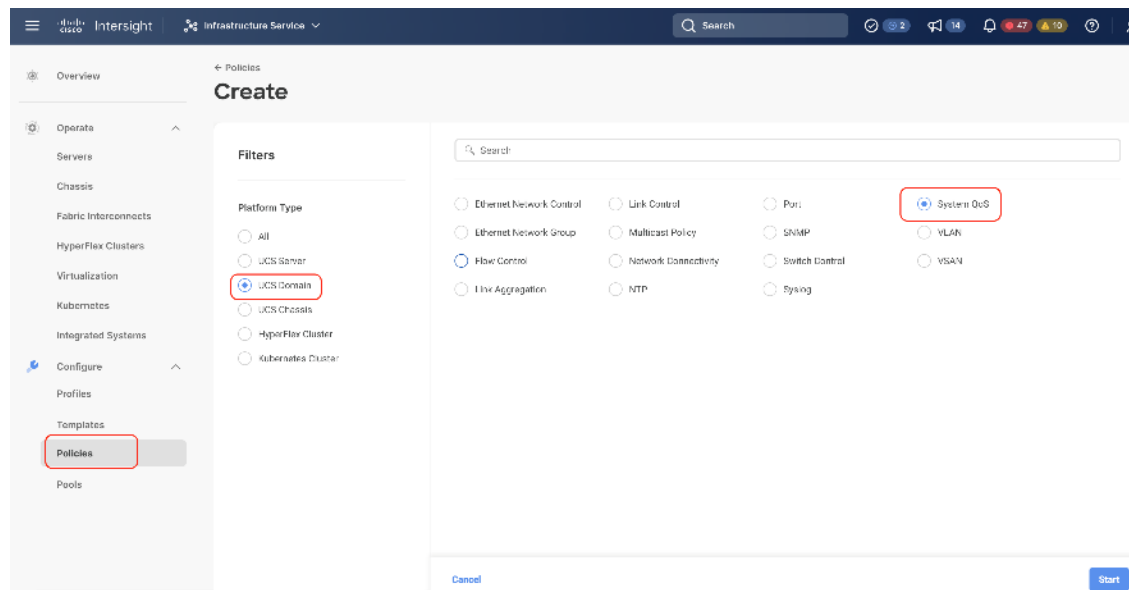 cisco Intersight Infrastructure Service Search 2 14 47 10
Overview
Operate
Servers
Chassis
Fabric Interconnects
HyperFlex Clusters
Virtualization
Kubernetes
Integrated Systems
Configure
Profiles
Templates
Policies
Pools
← Policies
Create
Filters
Platform Type
All
UCS Server
UCS Domain
UCS Chassis
HyperFlex Cluster
Kubernetes Cluster
Search
Ethernet Network Control Link Control Port System QoS
Ethernet Network Group Multicast Policy SNMP VLAN
Flow Control Network Connectivity Switch Control VSAN
Link Aggregation NTP Syslog
Cancel Start